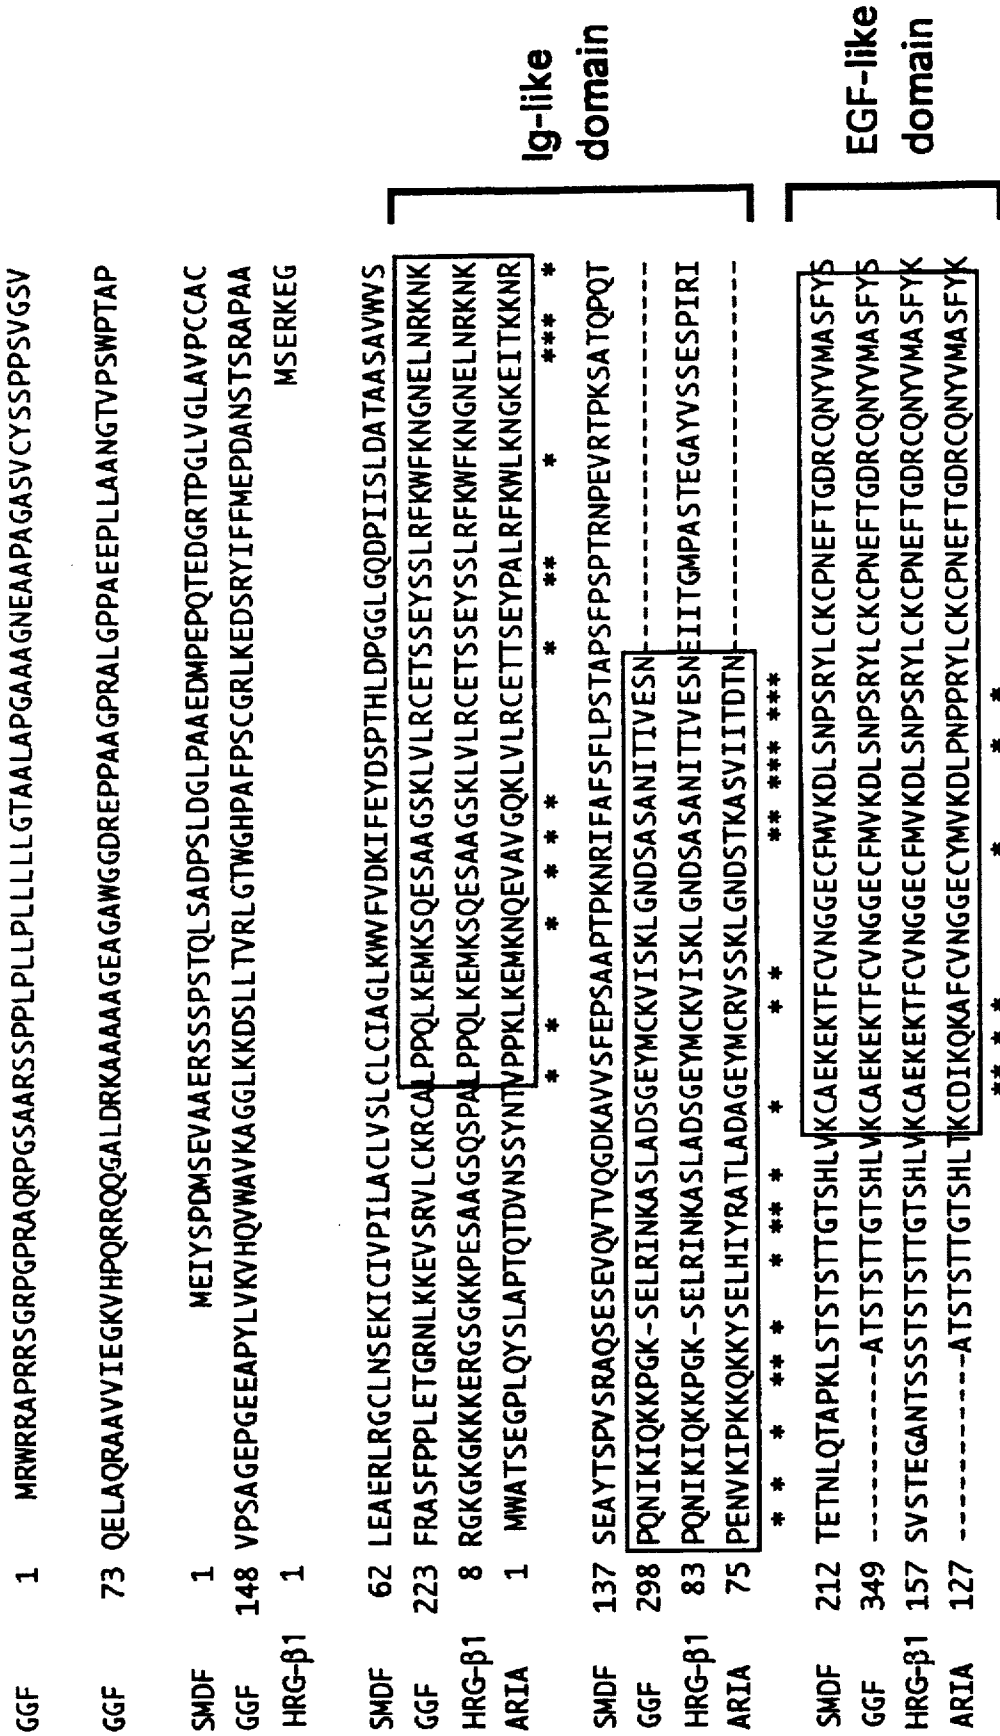 GGF 1 MRWRRAPRRSGRPGPRAQRPGSAARSSPPLPLLPLLLLLGTAALAPGAAAGNEAAPAGASVCYSSPPSVGSV
GGF 73 QELAQRAAVVIEGKVHPQRRQQGALDRKAAAAAGEAGAWGGDREPPAAGPRALGPPAEEPLLAANGTVPSWPTAP
SMDF 1 MEIYSPDMSEVAAERSSSPSTQLSADPSLDGLPAAEDMPEPQTEDGRTPGLVGLAVPCCAC
GGF 148 VPSAGEPGEEAPYLVKVHQVWAVKAGGLKKDSLLTVRLGTWGHPAFPSCGRLKEDSRYIFFMEPDANSTSRAPAA
HRG-β1 1 MSERKEG
SMDF 62 LEAERLRGCLNSEKICIVPILACLVSLCLCIAGLKWVFVDKIFEYDSPTHLDPGGLGQDPIISLDATAASAVWVS
GGF 223 FRASFPPLETGRNLKKEVSRVLCKRCALPPQLKEMKSQESAAGSKLVLRCETSSEYSSLRFKWFKNGNELNRKNK
HRG-β1 8 RGKGKGKKKERGSGKKPESAAGSQSPALPPQLKEMKSQESAAGSKLVLRCETSSEYSSLRFKWFKNGNELNRKNK
ARIA 1 MWATSEGPLQYSLAPTQTDVNSSYNTVPPKLKEMKNQEVAVGQKLVLRCETTSEYPALRFKWLKNGKEITKKNR
* * * * * * * ** * *** *
Ig-like
domain
SMDF 137 SEAYTSPVSRAQSESEVQVTVQGDKAVVSFEPSAAPTPKNRIFAFSFLPSTAPSFPSPTRNPEVRTPKSATQPQT
GGF 298 PQNIKIQKKPGK-SELRINKASLADSGEYMCKVISKLGNDSASANITIVESN---------------------
HRG-β1 83 PQNIKIQKKPGK-SELRINKASLADSGEYMCKVISKLGNDSASANITIVESNEIITGMPASTEGAYVSSESPIRI
ARIA 75 PENVKIPKKQKKYSELHIYRATLADAGEYMCRVSSKLGNDSTKASVIITDTN---------------------
* * * ** * * ** * * * * ** *** ***
SMDF 212 TETNLQTAPKLSTSTSTTGTSHLVKCAEKEKTFCVNGGECFMVKDLSNPSRYLCKCPNEFTGDRCQNYVMASFYS
GGF 349 ----------ATSTSTTGTSHLVKCAEKEKTFCVNGGECFMVKDLSNPSRYLCKCPNEFTGDRCQNYVMASFYS
HRG-β1 157 SVSTEGANTSSSTSTSTTGTSHLVKCAEKEKTFCVNGGECFMVKDLSNPSRYLCKCPNEFTGDRCQNYVMASFYK
ARIA 127 ----------ATSTSTTGTSHLTKCDIKQKAFCVNGGECYMVKDLPNPPRYLCKCPNEFTGDRCQNYVMASFYK
** * * * * *
EGF-like
domain